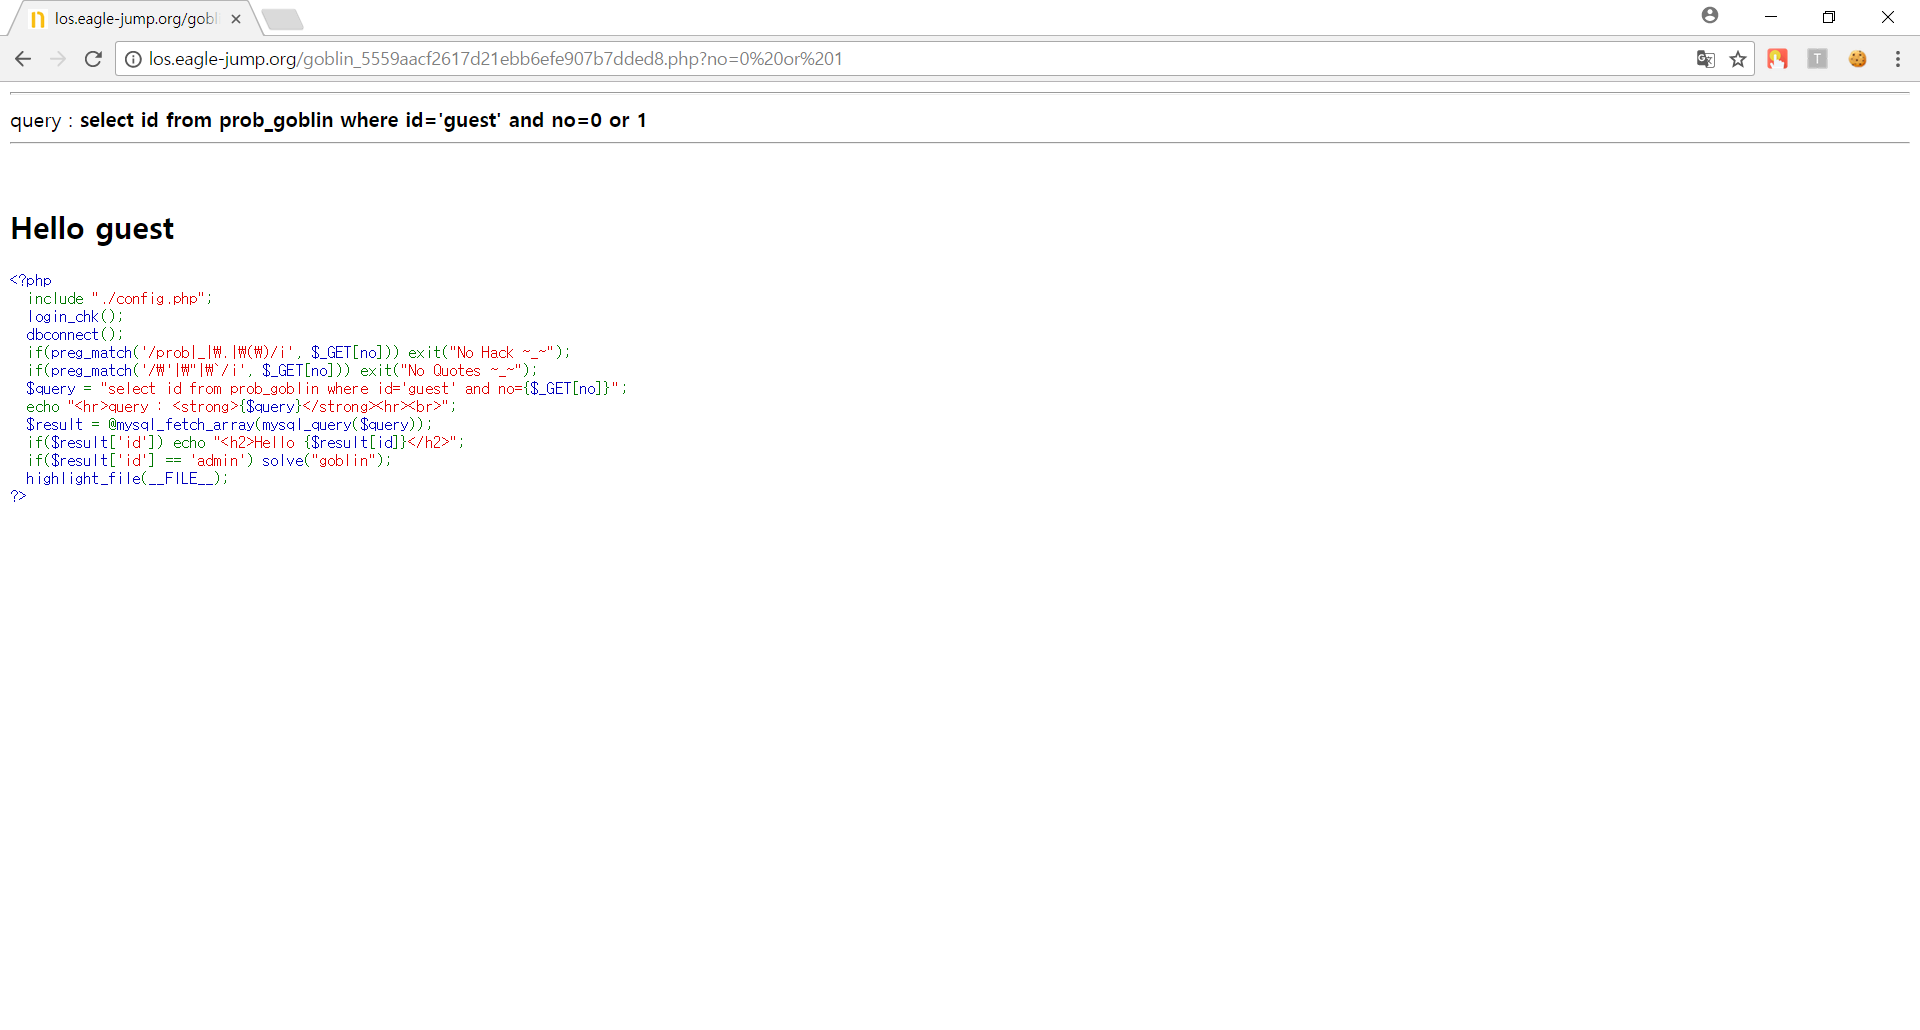 los.eagle-jump.org/gobl
los.eagle-jump.org/goblin_5559aacf2617d21ebb6efe907b7dded8.php?no=0%20or%201
query : select id from prob_goblin where id='guest' and no=0 or 1
Hello guest
<?php
include "./config.php";
login_chk();
dbconnect();
if(preg_match('/prob|_|₩.|₩(₩)/i', $_GET[no])) exit("No Hack ~_~");
if(preg_match('/₩'|₩"|₩`/i', $_GET[no])) exit("No Quotes ~_~");
$query = "select id from prob_goblin where id='guest' and no={$_GET[no]}";
echo "<hr>query : <strong>{$query}</strong><hr><br>";
$result = @mysql_fetch_array(mysql_query($query));
if($result['id']) echo "<h2>Hello {$result[id]}</h2>";
if($result['id'] == 'admin') solve("goblin");
highlight_file(__FILE__);
?>